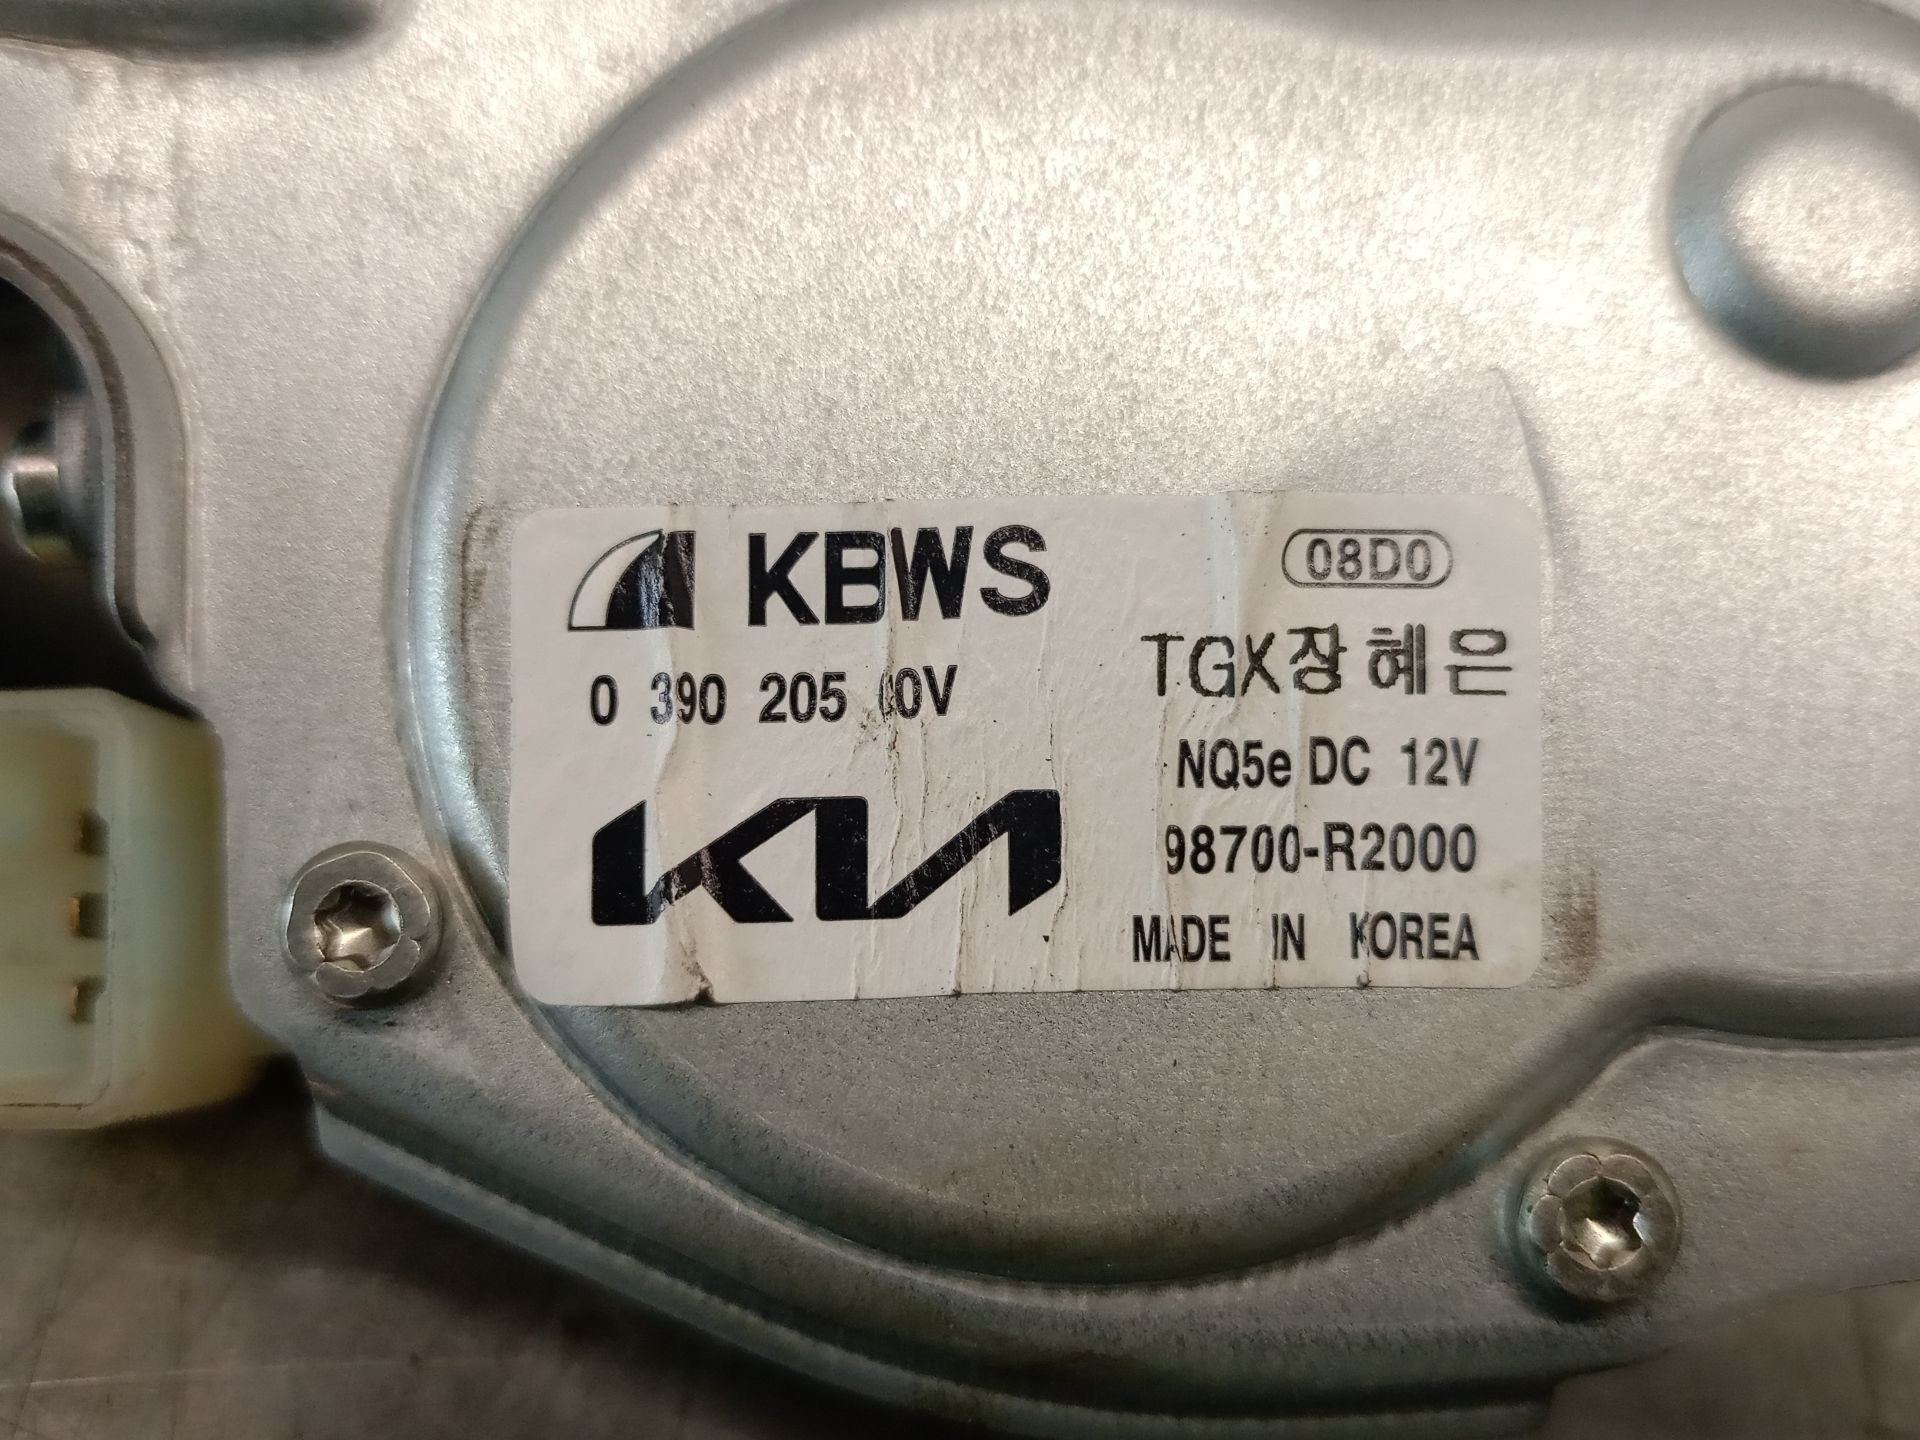 KBWS
08D0
0 390 205 00V
TGX장혜은
NQ5e DC 12V
KIA
98700-R2000
MADE IN KOREA